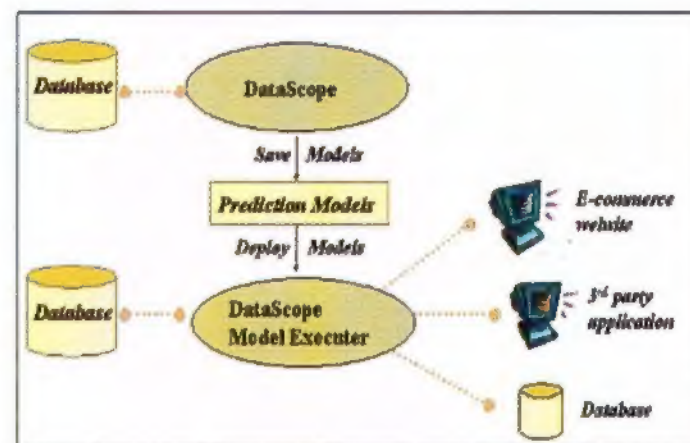 Database
DataScope
Save Models
Prediction Models
Deploy Models
Database
DataScope
Model Executer
E-commerce
website
3rd party
application
Database